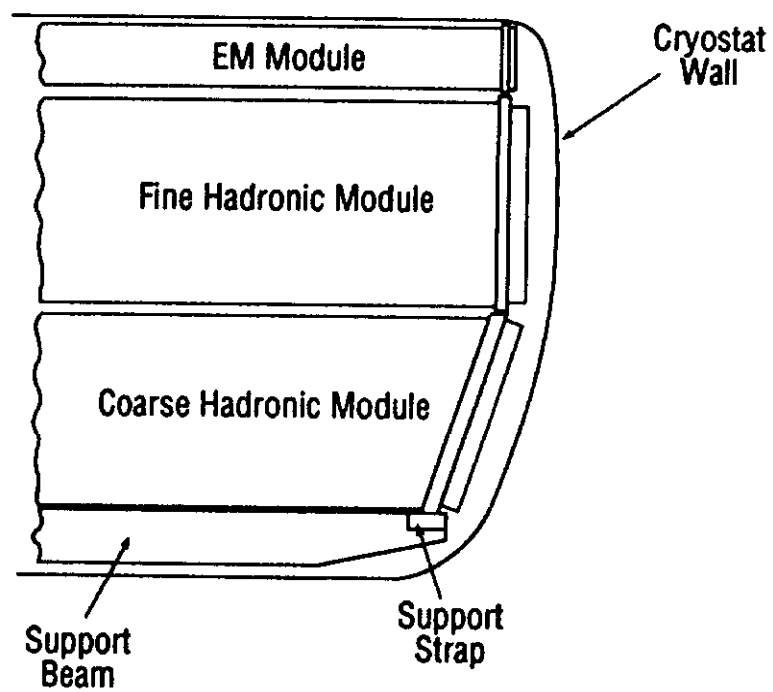 EM Module
Cryostat
Wall
Fine Hadronic Module
Coarse Hadronic Module
Support
Beam
Support
Strap